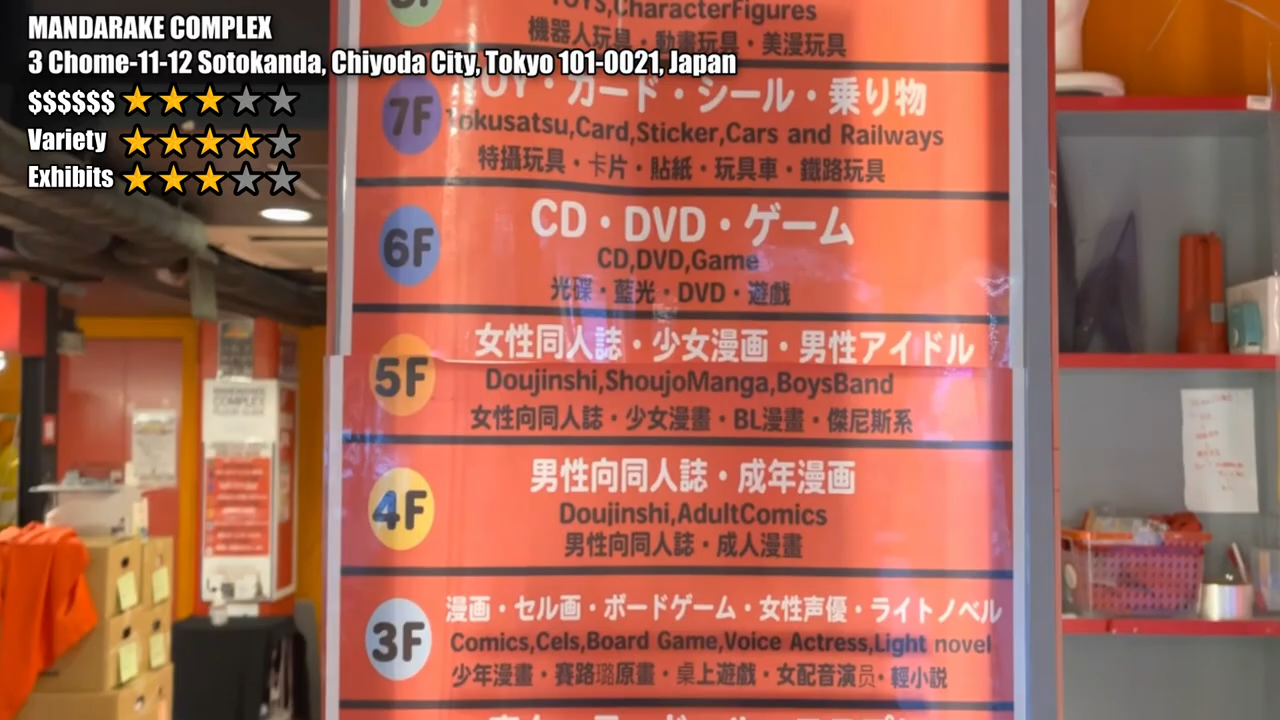 MANDARAKE COMPLEX
3 Chome-11-12 Sotokanda, Chiyoda City, Tokyo 101-0021, Japan
$$$$$$
Variety
Exhibits
TOYS,CharacterFigures
機器人玩具・動畫玩具・美漫玩具
7F
TOY・カード・シール・乗り物
Tokusatsu,Card,Sticker,Cars and Railways
特攝玩具・卡片・貼紙・玩具車・鐵路玩具
6F
CD・DVD・ゲーム
CD,DVD,Game
光碟・藍光・DVD・遊戲
5F
女性同人誌・少女漫画・男性アイドル
Doujinshi,ShoujoManga,BoysBand
女性向同人誌・少女漫畫・BL漫畫・傑尼斯系
4F
男性向同人誌・成年漫画
Doujinshi,AdultComics
男性向同人誌・成人漫畫
3F
漫画・セル画・ボードゲーム・女性声優・ライトノベル
Comics,Cels,Board Game,Voice Actress,Light novel
少年漫畫・賽路璐原畫・桌上遊戲・女配音演员・輕小説